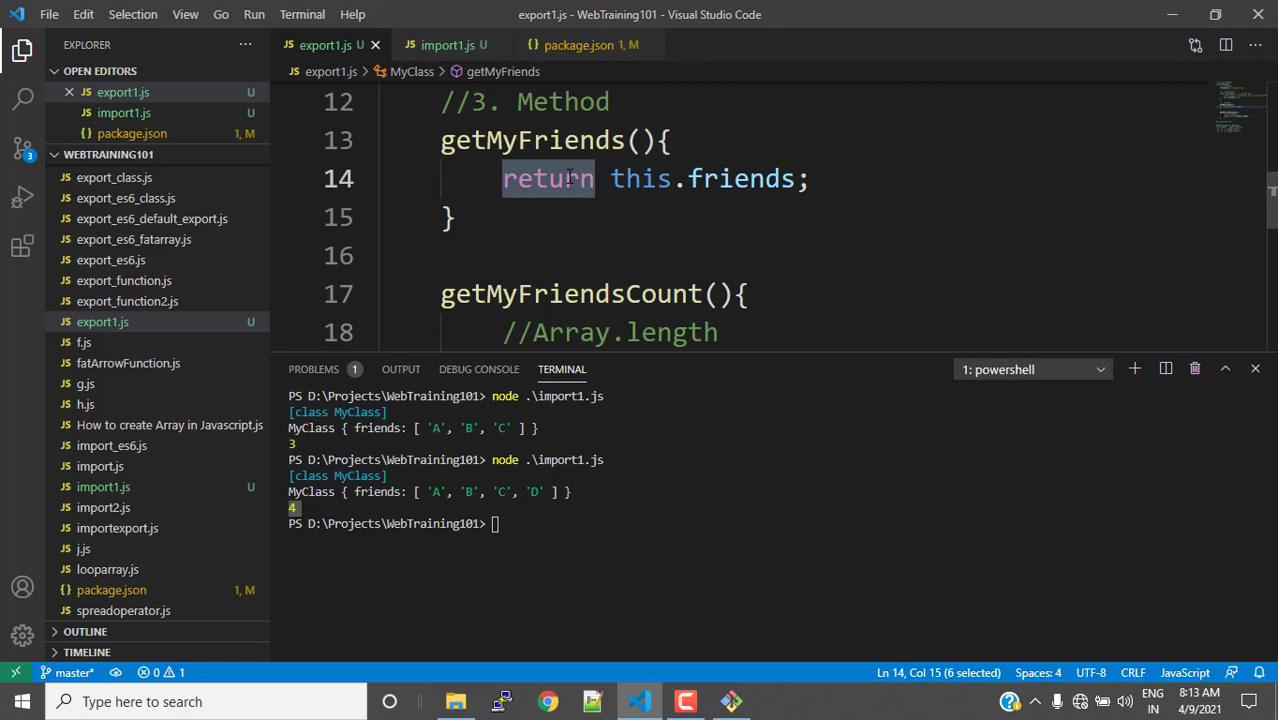 File Edit Selection View Go Run Terminal Help
export1.js - WebTraining101 - Visual Studio Code
EXPLORER
OPEN EDITORS
JS export1.js U
JS import1.js U
{} package.json 1, M
WEBTRAINING101
JS export_class.js
JS export_es6_class.js
JS export_es6_default_export.js
JS export_es6_fatarray.js
JS export_es6.js
JS export_function.js
JS export_function2.js
JS export1.js U
JS f.js
JS fatArrowFunction.js
JS g.js
JS h.js
JS How to create Array in Javascript.js
JS import_es6.js
JS import.js
JS import1.js U
JS import2.js
JS importexport.js
JS j.js
JS looparray.js
{} package.json 1, M
JS spreadoperator.js
OUTLINE
TIMELINE
3
JS export1.js U
JS import1.js U
{} package.json 1, M
JS export1.js > MyClass > getMyFriends
12 //3. Method
13 getMyFriends(){
14 return this.friends;
15 }
16
17 getMyFriendsCount(){
18 //Array.length
PROBLEMS 1 OUTPUT DEBUG CONSOLE TERMINAL 1: powershell
PS D:\Projects\WebTraining101> node .\import1.js
[class MyClass]
MyClass { friends: [ 'A', 'B', 'C' ] }
3
PS D:\Projects\WebTraining101> node .\import1.js
[class MyClass]
MyClass { friends: [ 'A', 'B', 'C', 'D' ] }
4
PS D:\Projects\WebTraining101>
master* 0 1 Ln 14, Col 15 (6 selected) Spaces: 4 UTF-8 CRLF JavaScript
Type here to search
ENG
IN
8:13 AM
4/9/2021